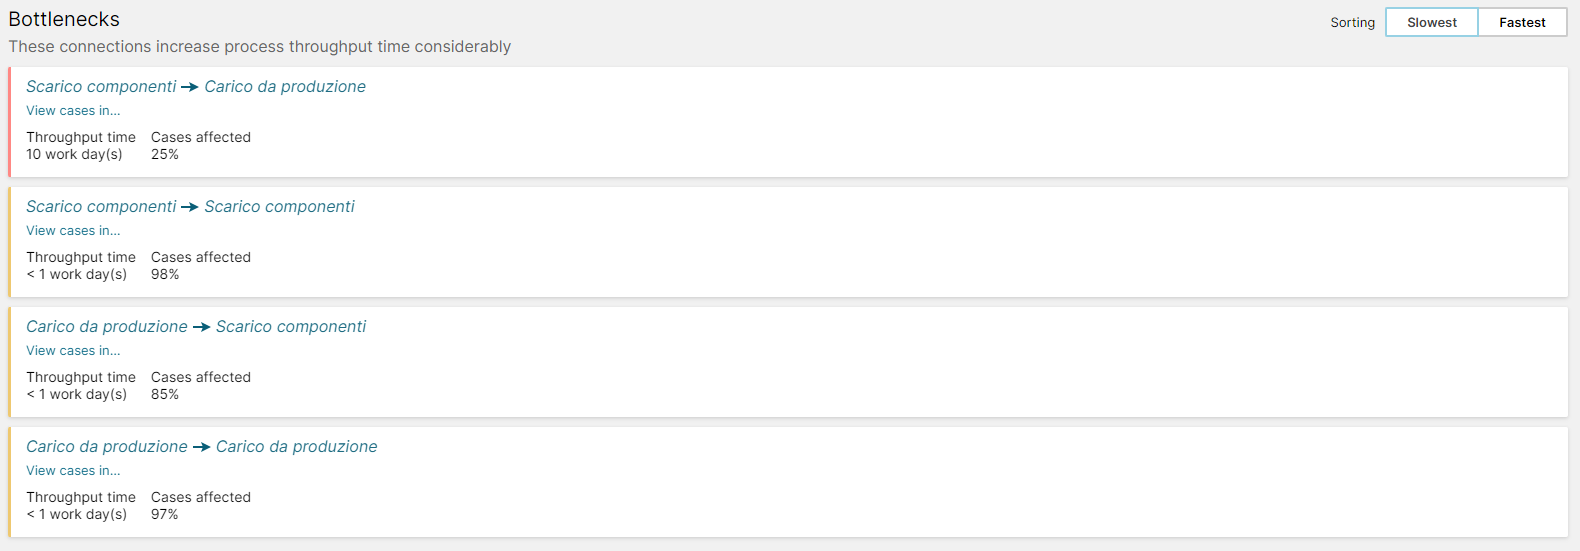 Bottlenecks
These connections increase process throughput time considerably
Sorting Slowest Fastest
Scarico componenti → Carico da produzione
View cases in...
Throughput time Cases affected
10 work day(s) 25%
Scarico componenti → Scarico componenti
View cases in...
Throughput time Cases affected
< 1 work day(s) 98%
Carico da produzione → Scarico componenti
View cases in...
Throughput time Cases affected
< 1 work day(s) 85%
Carico da produzione → Carico da produzione
View cases in...
Throughput time Cases affected
< 1 work day(s) 97%